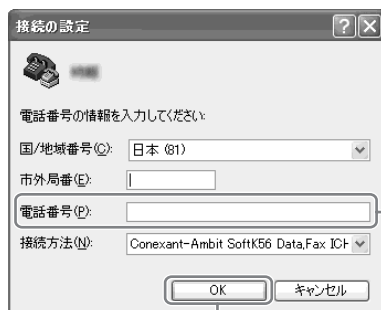 接続の設定
電話番号の情報を入力してください:
国/地域番号(C): 日本 (81)
市外局番(E):
電話番号(P):
接続方法(N): Conexant-Ambit SoftK56 Data,Fax ICH
OK キャンセル